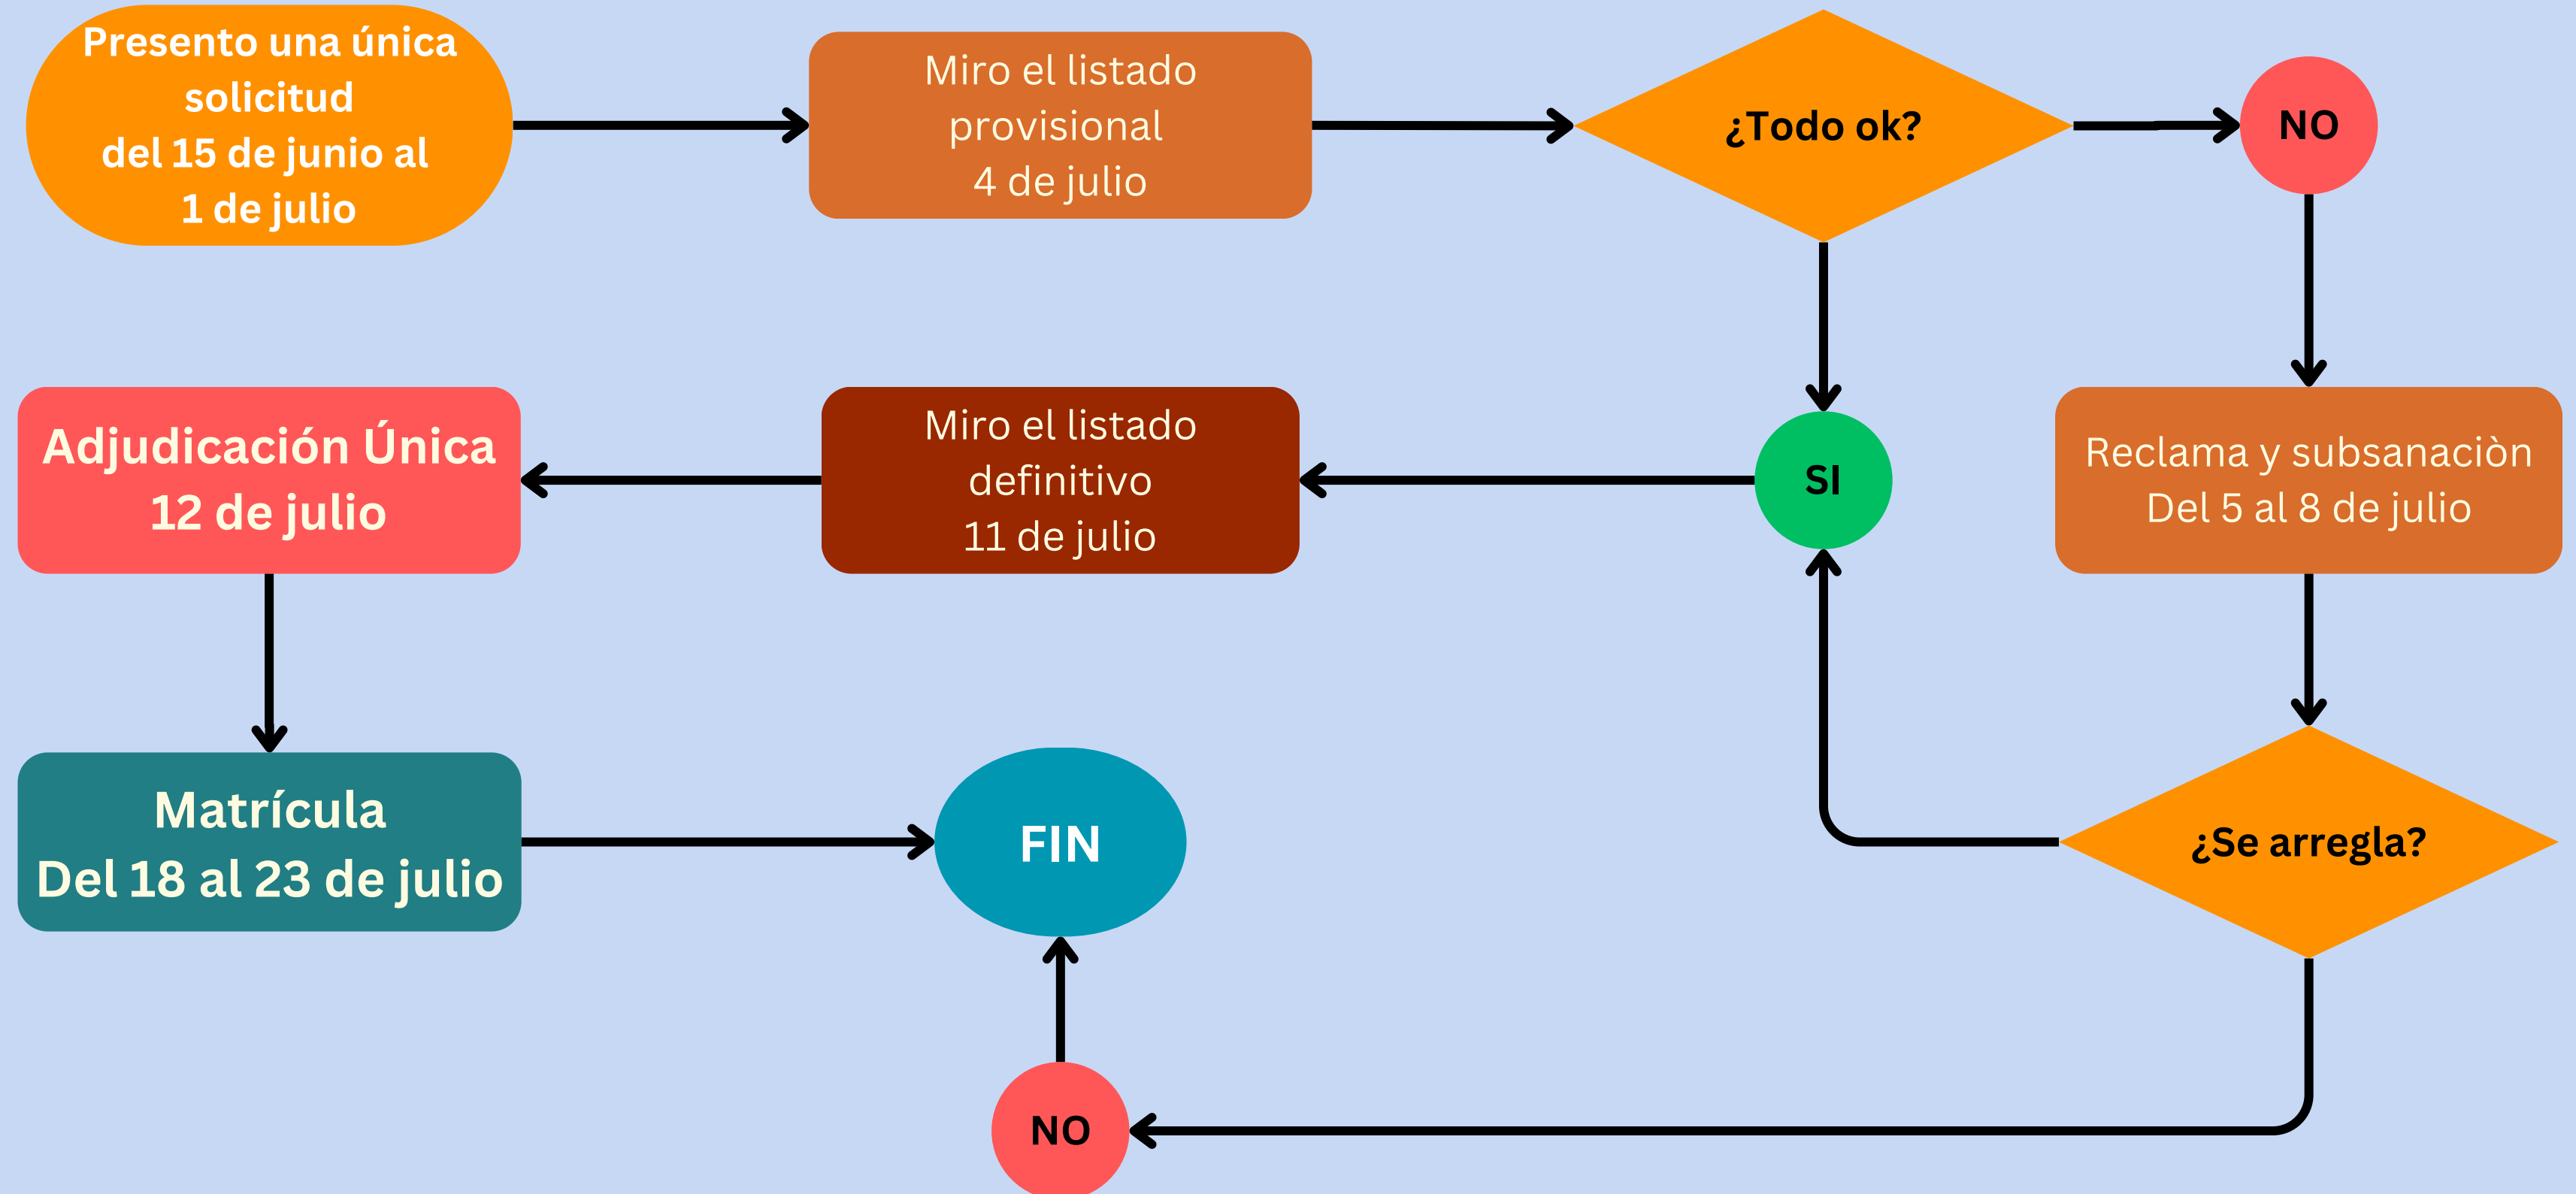 Presento una única
solicitud
del 15 de junio al
1 de julio
Miro el listado
provisional
4 de julio
¿Todo ok?
NO
Adjudicación Única
12 de julio
Miro el listado
definitivo
11 de julio
SI
Reclama y subsanaciòn
Del 5 al 8 de julio
Matrícula
Del 18 al 23 de julio
FIN
¿Se arregla?
NO